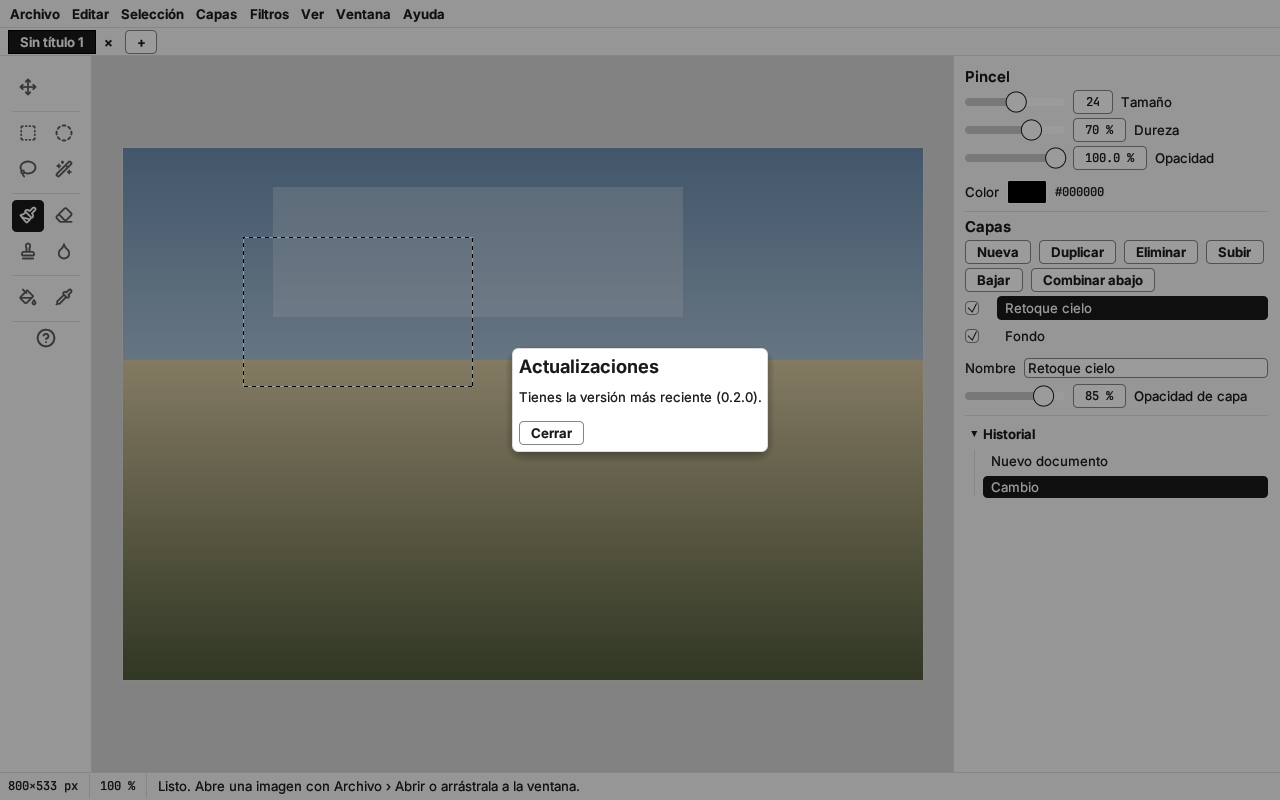 Archivo Editar Selección Capas Filtros Ver Ventana Ayuda
Sin título 1 × +
Pincel
24 Tamaño
70 % Dureza
100.0 % Opacidad
Color #000000
Capas
Nueva Duplicar Eliminar Subir
Bajar Combinar abajo
Retoque cielo
Fondo
Nombre Retoque cielo
85 % Opacidad de capa
Historial
Nuevo documento
Cambio
Actualizaciones
Tienes la versión más reciente (0.2.0).
Cerrar
800×533 px 100 % Listo. Abre una imagen con Archivo › Abrir o arrástrala a la ventana.